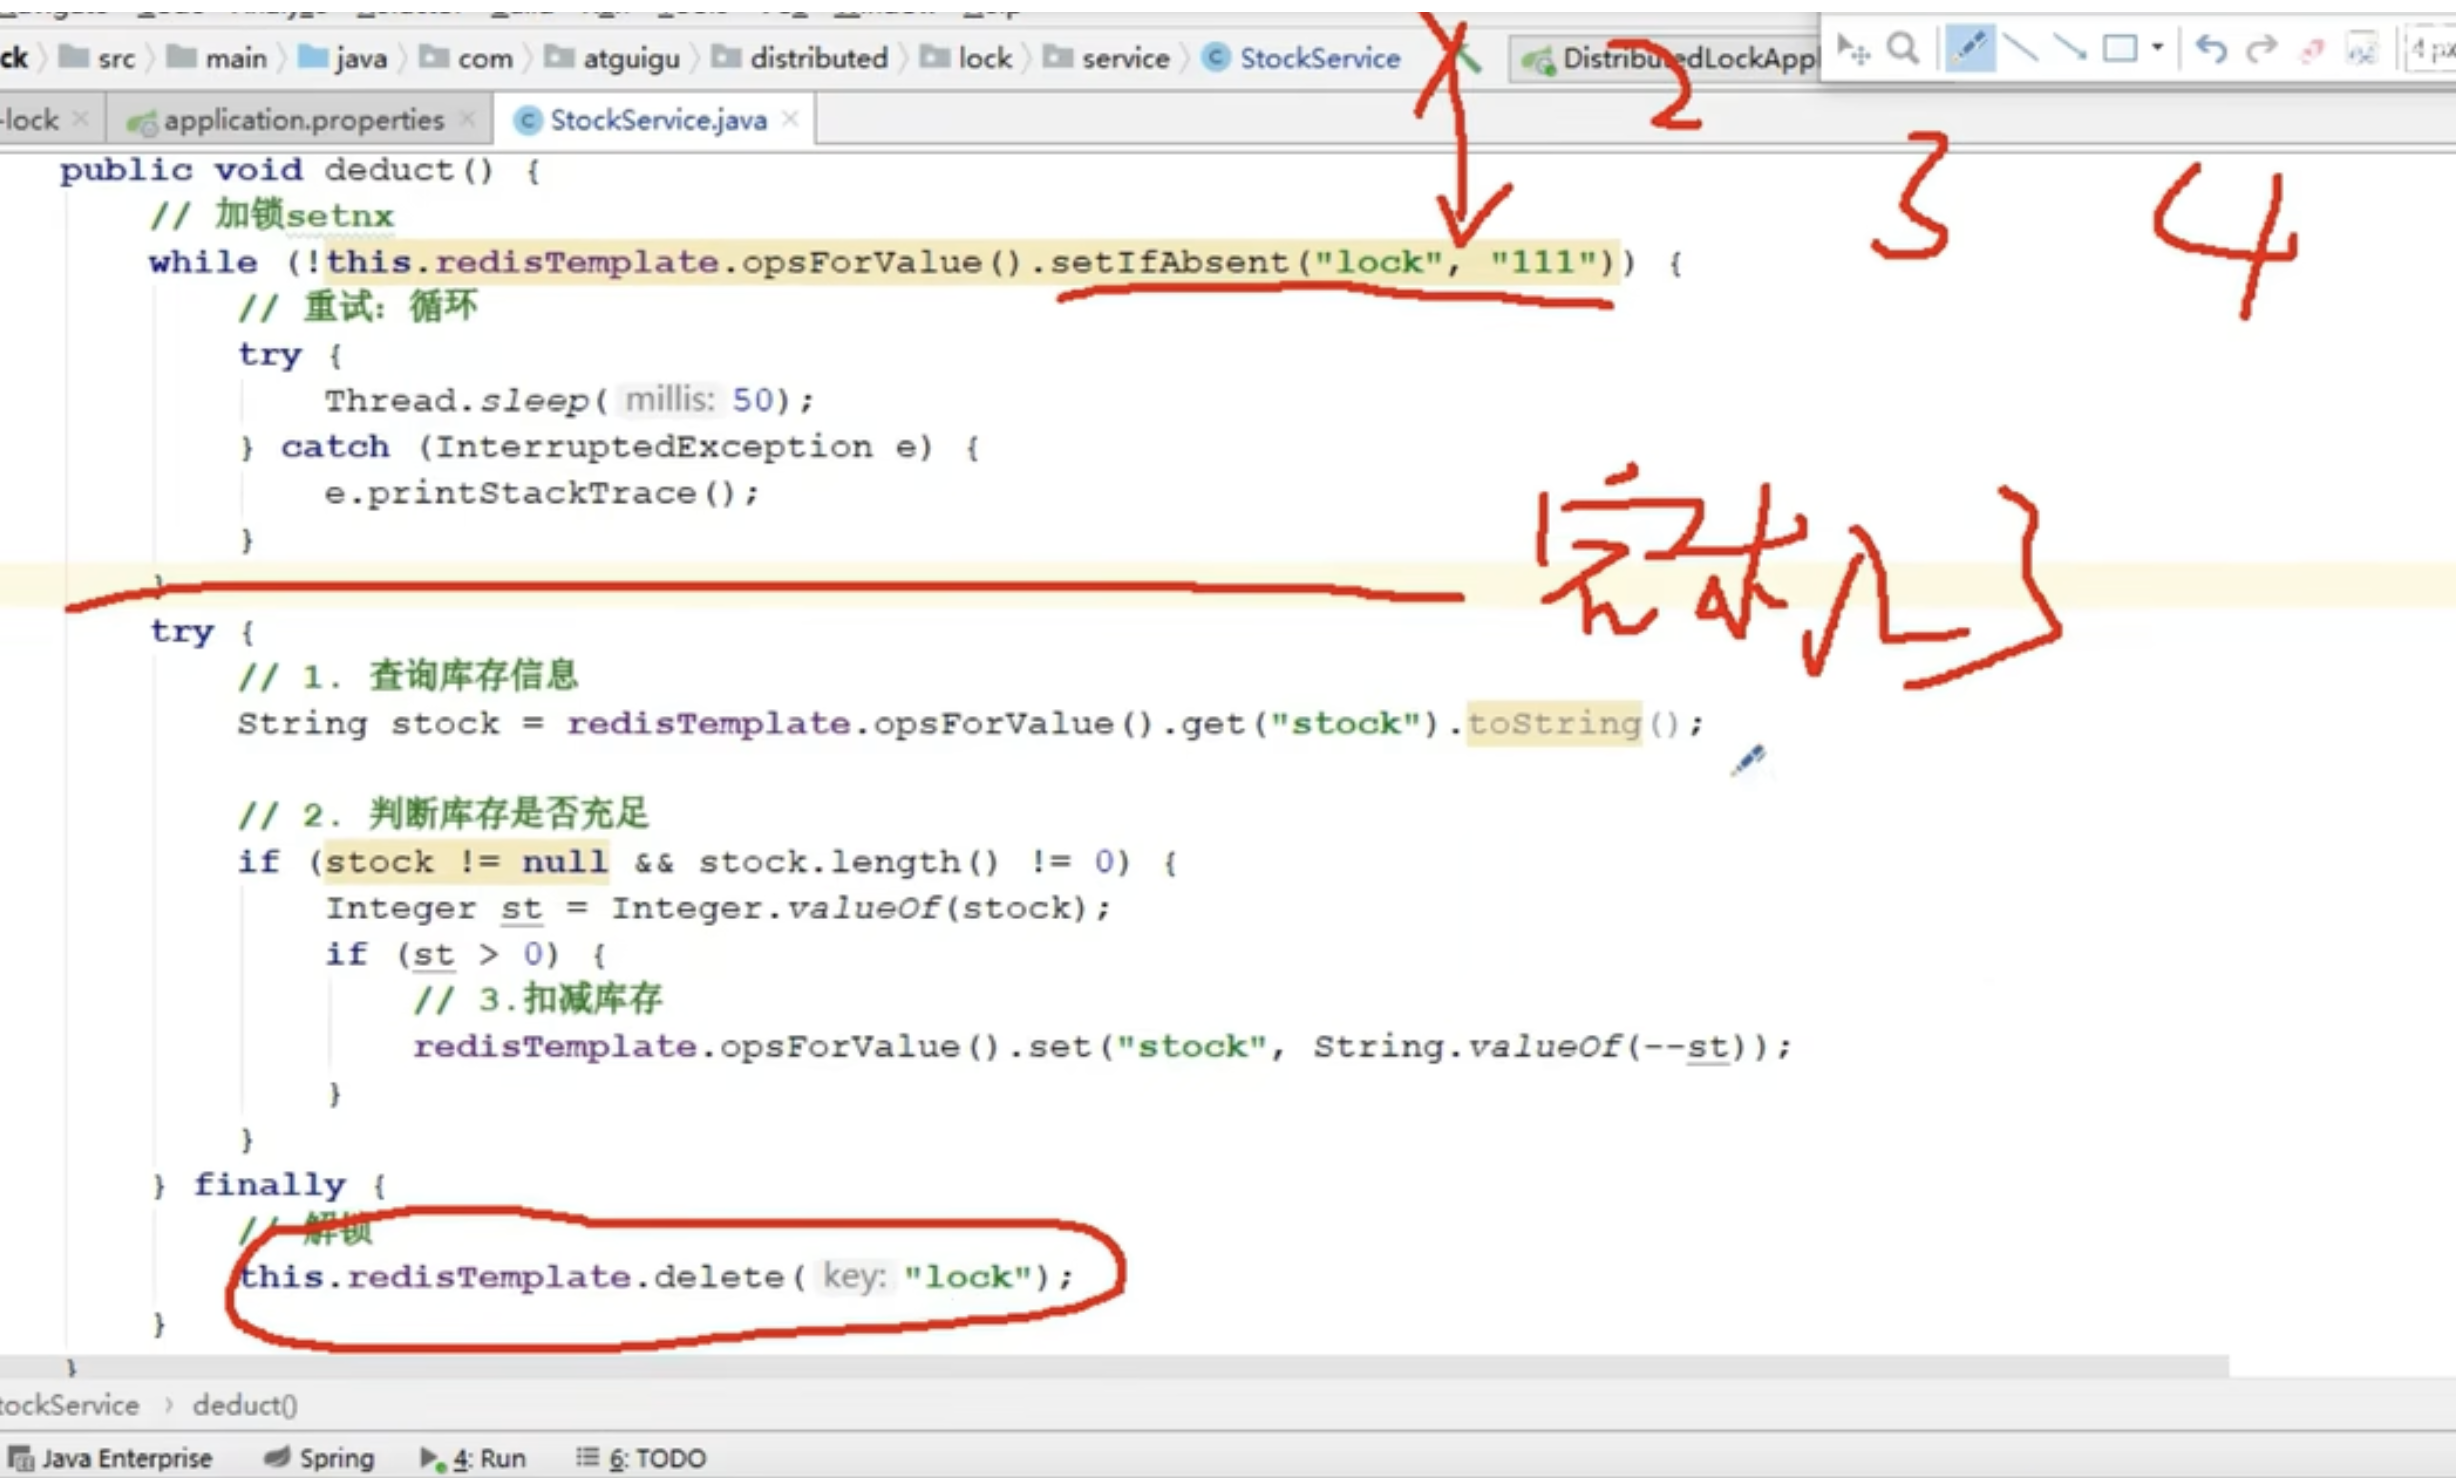 ck src main java com atguigu distributed lock service StockService DistributedLockAppl
4 px
-lock application.properties StockService.java
2
3
4
public void deduct() {
// 加锁setnx
while (!this.redisTemplate.opsForValue().setIfAbsent("lock", "111")) {
// 重试：循环
try {
Thread.sleep( millis: 50);
} catch (InterruptedException e) {
e.printStackTrace();
}
}
try {
// 1. 查询库存信息
String stock = redisTemplate.opsForValue().get("stock").toString();
// 2. 判断库存是否充足
if (stock != null && stock.length() != 0) {
Integer st = Integer.valueOf(stock);
if (st > 0) {
// 3.扣减库存
redisTemplate.opsForValue().set("stock", String.valueOf(--st));
}
}
} finally {
// 解锁
this.redisTemplate.delete( key: "lock");
}
}
tockService deduct()
Java Enterprise Spring 4: Run 6: TODO